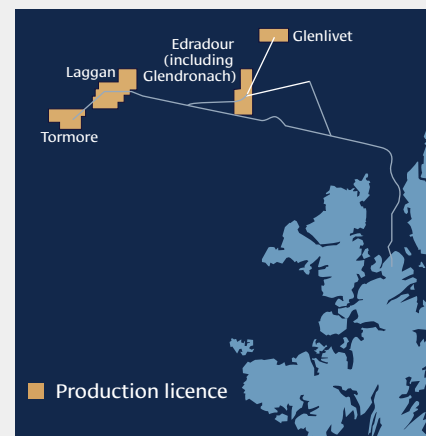 Glenlivet
Edradour
(including
Glendronach)
Laggan
Tormore
Production licence